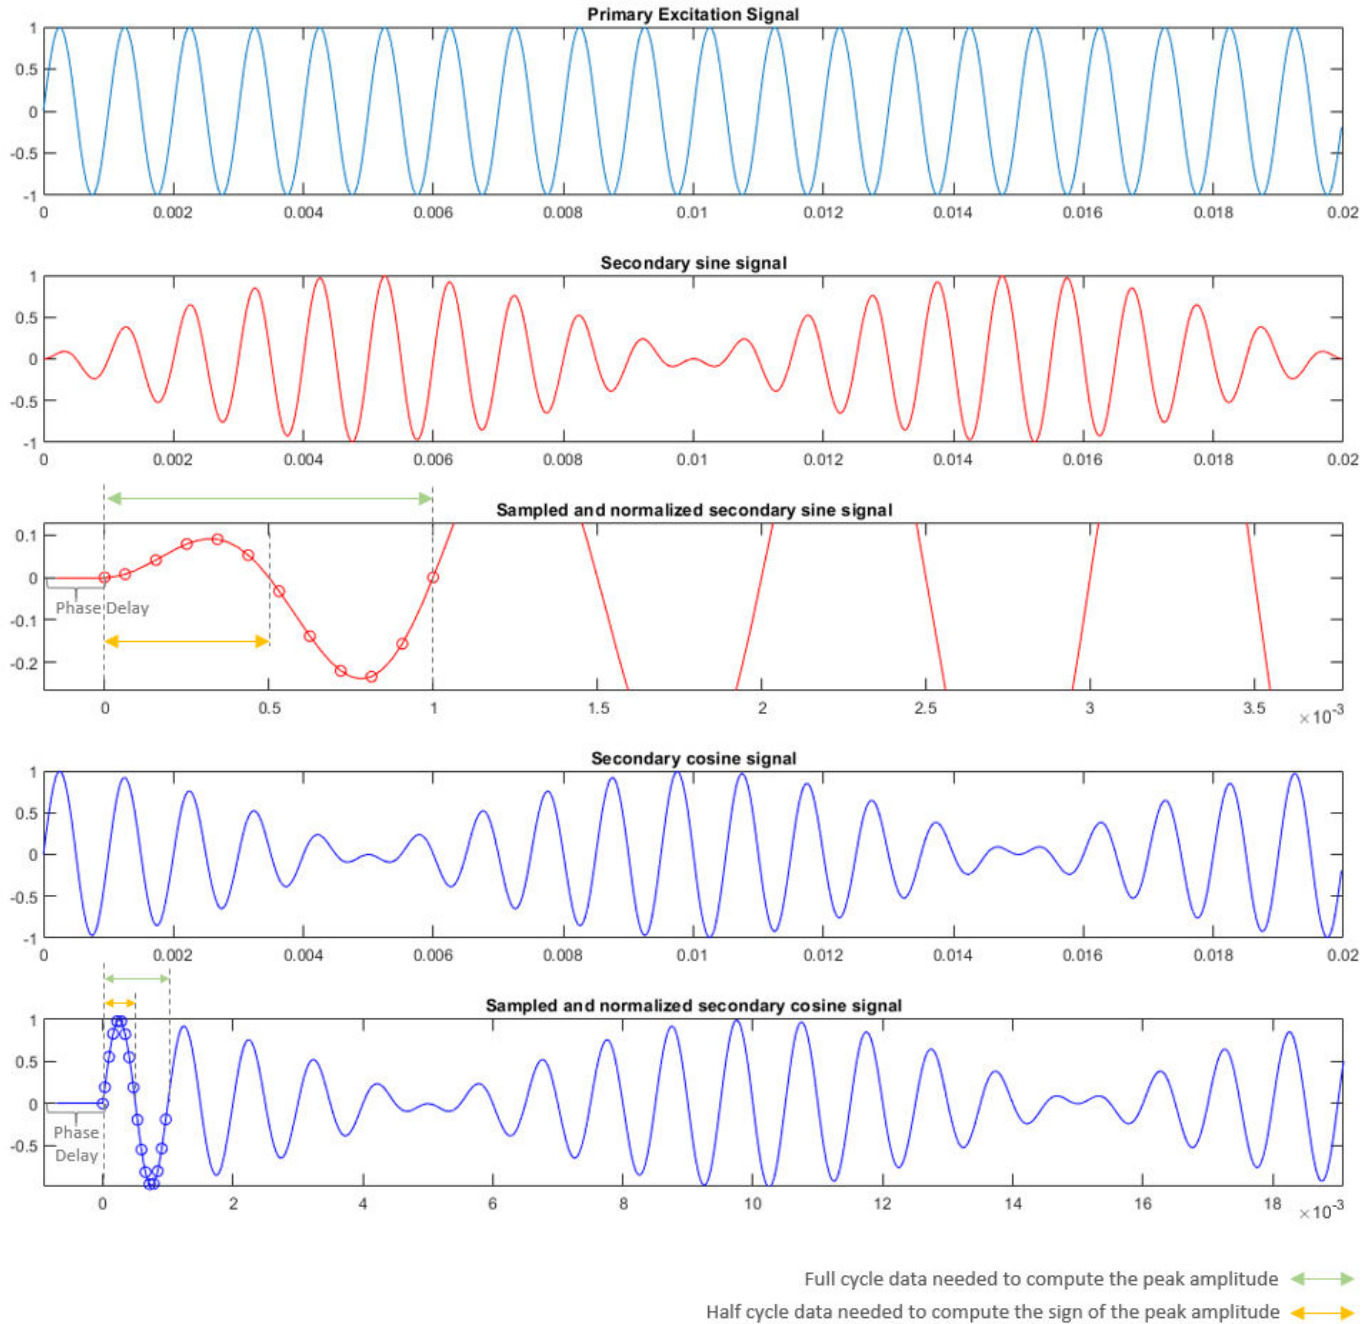 Primary Excitation Signal
1
0.5
0
-0.5
-1
0 0.002 0.004 0.006 0.008 0.01 0.012 0.014 0.016 0.018 0.02
Secondary sine signal
1
0.5
0
-0.5
-1
0 0.002 0.004 0.006 0.008 0.01 0.012 0.014 0.016 0.018 0.02
Sampled and normalized secondary sine signal
0.1
0
Phase Delay
-0.1
-0.2
0 0.5 1 1.5 2 2.5 3 3.5
×10-3
Secondary cosine signal
1
0.5
0
-0.5
-1
0 0.002 0.004 0.006 0.008 0.01 0.012 0.014 0.016 0.018 0.02
Sampled and normalized secondary cosine signal
1
0.5
0
Phase
-0.5
Delay
0 2 4 6 8 10 12 14 16 18
×10-3
Full cycle data needed to compute the peak amplitude
Half cycle data needed to compute the sign of the peak amplitude